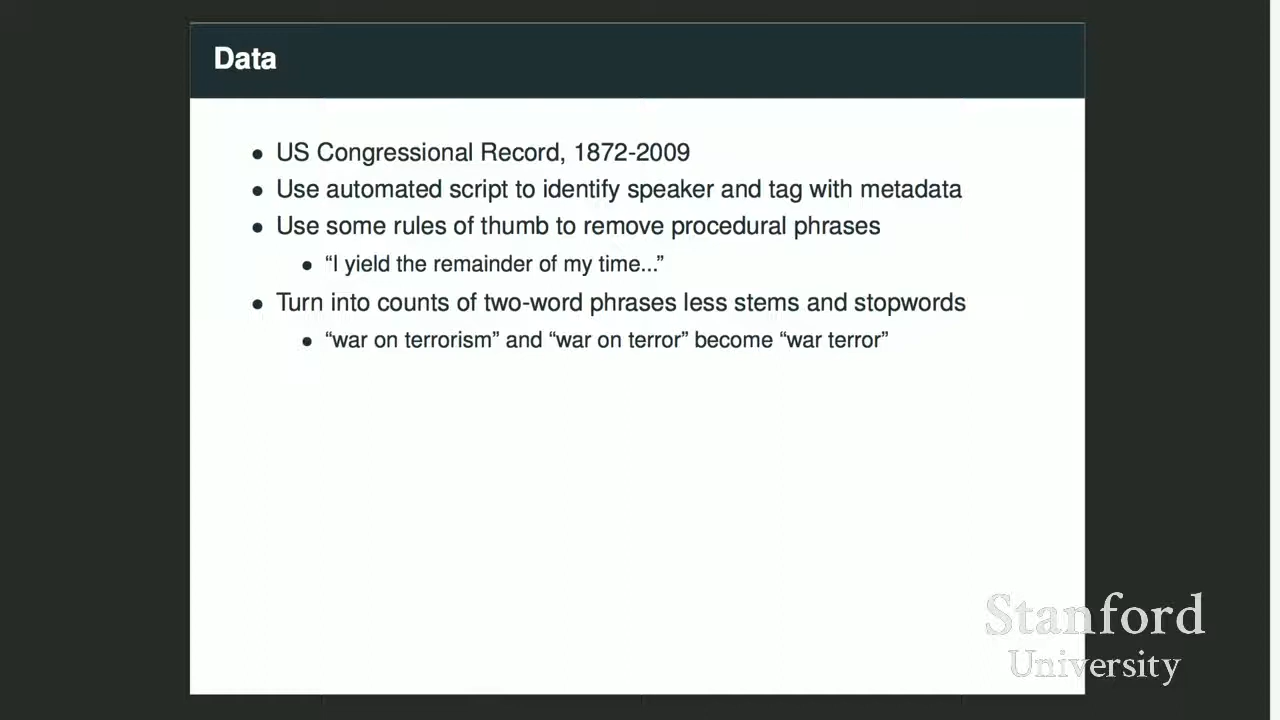 Data
• US Congressional Record, 1872-2009
• Use automated script to identify speaker and tag with metadata
• Use some rules of thumb to remove procedural phrases
• “I yield the remainder of my time...”
• Turn into counts of two-word phrases less stems and stopwords
• “war on terrorism” and “war on terror” become “war terror”
Stanford
University